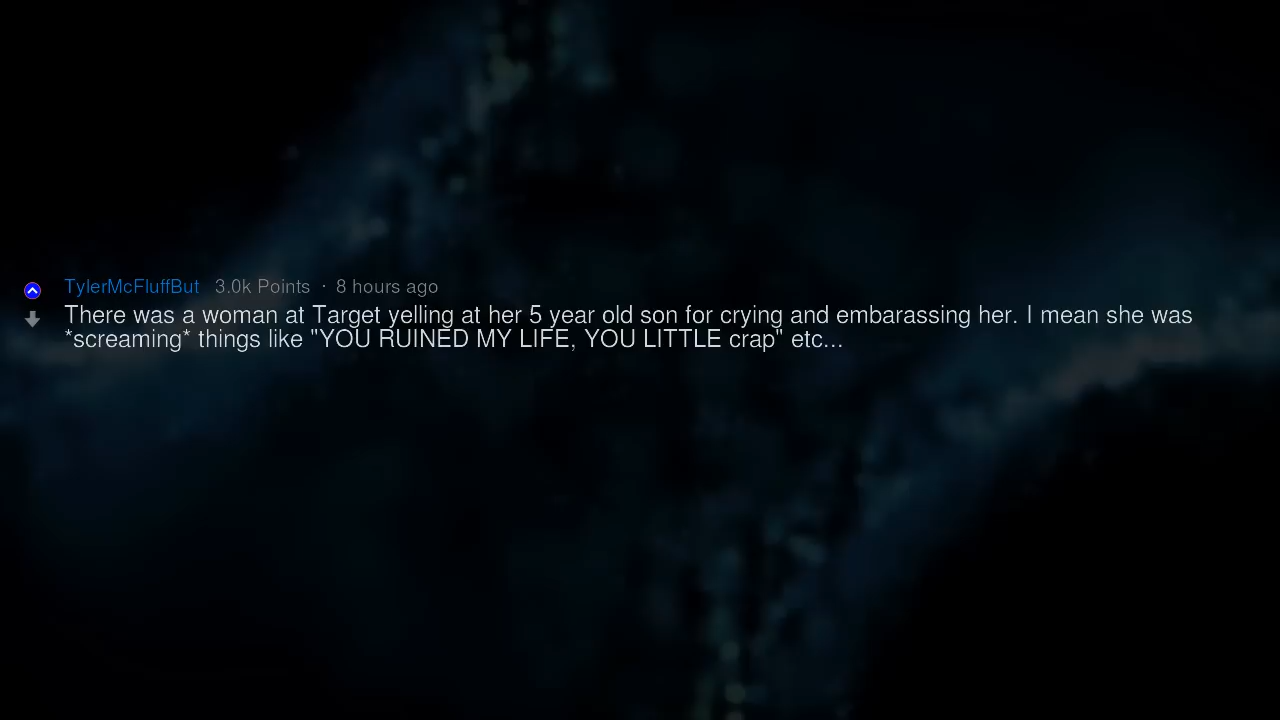 TylerMcFluffBut 3.0k Points · 8 hours ago
There was a woman at Target yelling at her 5 year old son for crying and embarassing her. I mean she was
*screaming* things like "YOU RUINED MY LIFE, YOU LITTLE crap" etc...